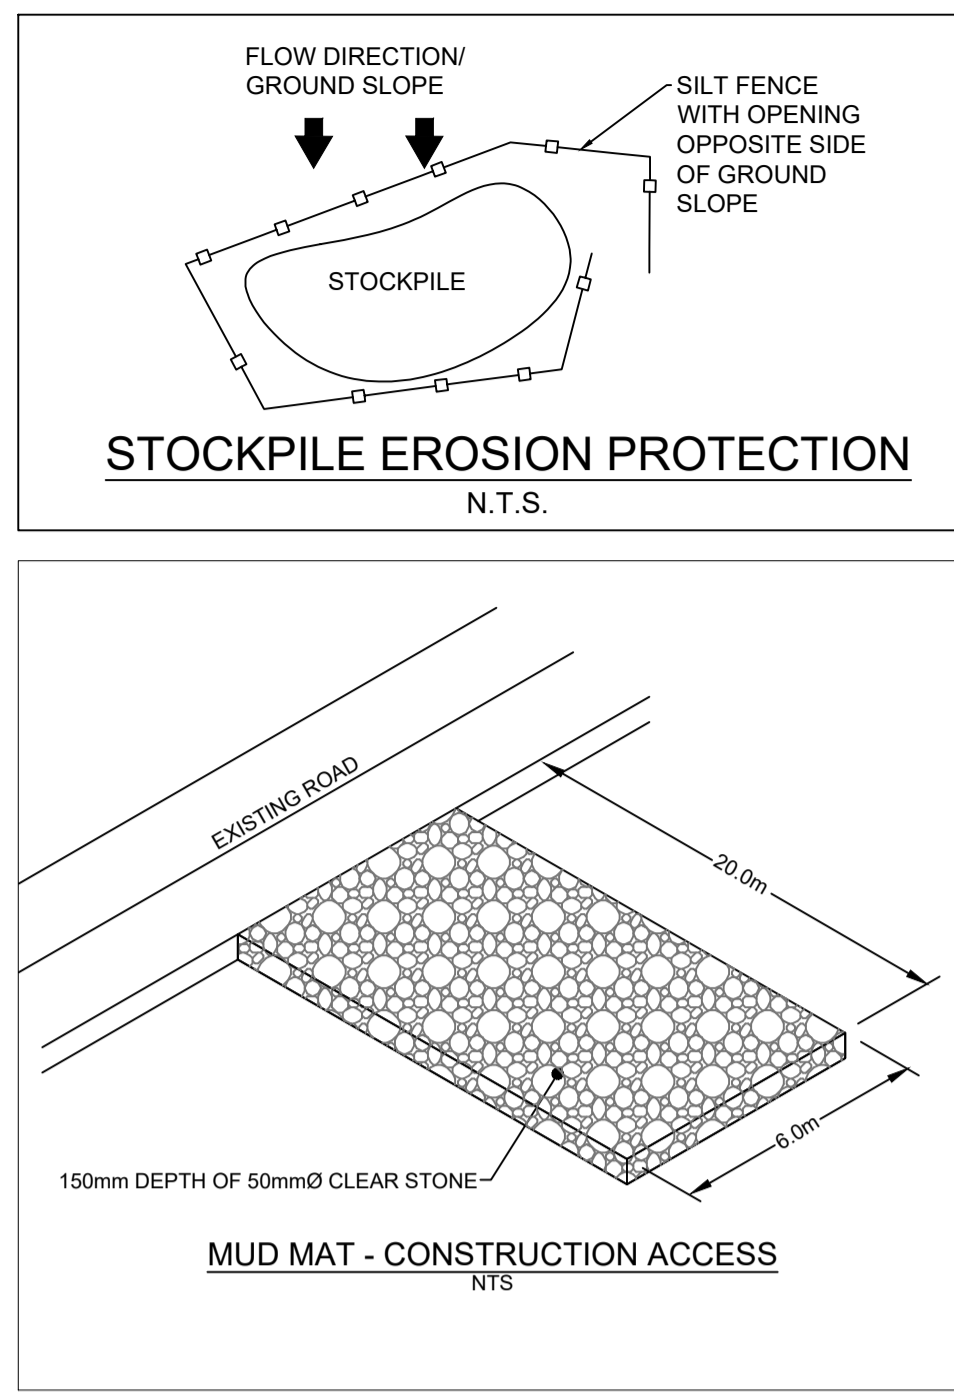 FLOW DIRECTION/
GROUND SLOPE
SILT FENCE
WITH OPENING
OPPOSITE SIDE
OF GROUND
SLOPE
STOCKPILE
STOCKPILE EROSION PROTECTION
N.T.S.
EXISTING ROAD
20.0m
6.0m
150mm DEPTH OF 50mmØ CLEAR STONE
MUD MAT - CONSTRUCTION ACCESS
NTS